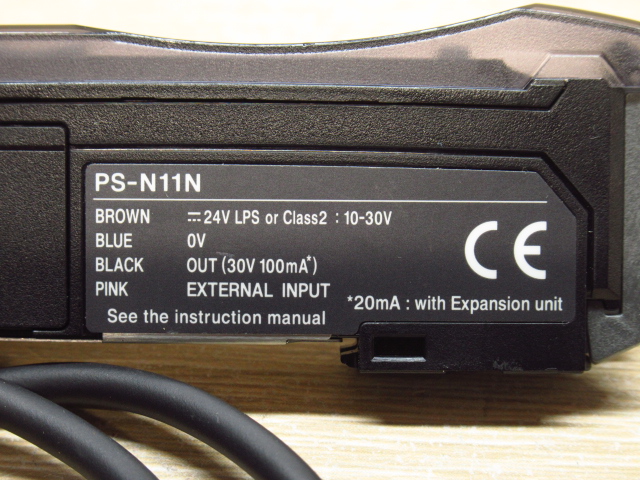 PS-N11N
BROWN ⎓24V LPS or Class2 : 10-30V
BLUE 0V
BLACK OUT (30V 100mA*)
PINK EXTERNAL INPUT
*20mA : with Expansion unit
See the instruction manual
CE